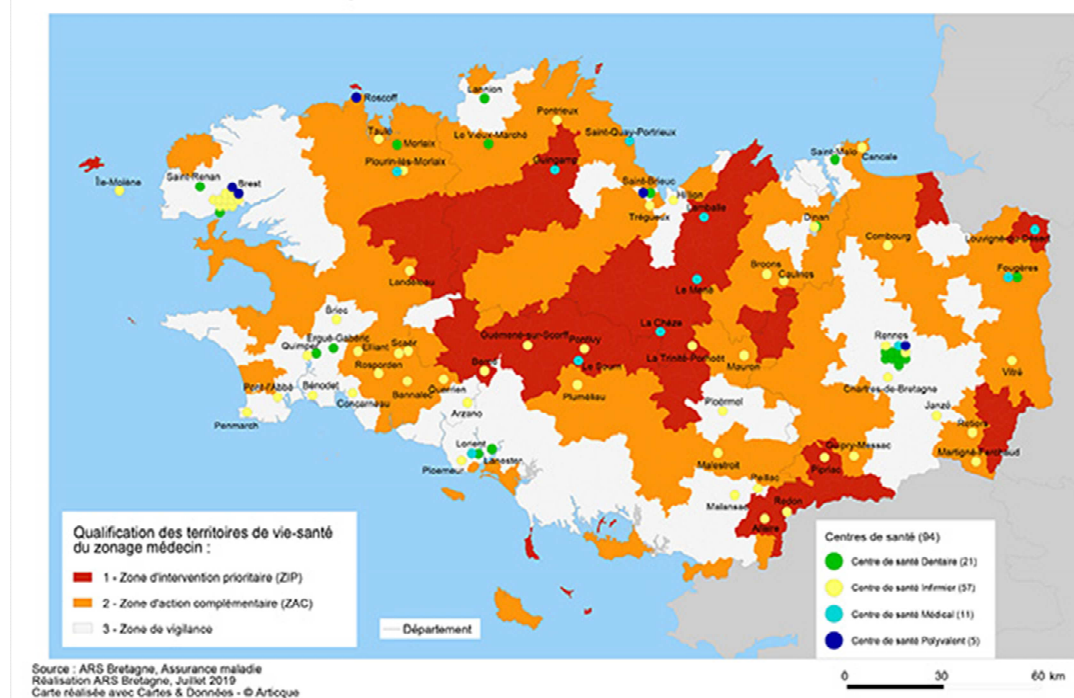 Roscoff
Lannion
Pontrieux
Taulé
Morlaix
Le Vieux-Marché
Saint-Quay-Portrieux
Plourin-lès-Morlaix
Guingamp
Saint-Malo
Cancale
Île-Molène
Saint-Renan
Brest
Saint-Brieuc
Hillion
Trégueux
Lamballe
Dinan
Combourg
Louvigné-du-Désert
Fougères
Landeleau
Broons
Caulnes
Le Mené
Briec
Ergué-Gabéric
Quimper
Elliant
Scaër
Guémené-sur-Scorff
Pontivy
La Chèze
La Trinité-Porhoët
Rennes
Rosporden
Berné
Le Sourn
Mauron
Vitré
Pont-l'Abbé
Bénodet
Concarneau
Bannalec
Querrien
Pluméliau
Chartres-de-Bretagne
Penmarch
Arzano
Ploërmol
Janzé
Retiers
Lorient
Lanester
Ploemeur
Malestroit
Guipry-Messac
Pipriac
Martigné-Ferchaud
Peillac
Malansac
Redon
Allaire
Qualification des territoires de vie-santé
du zonage médecin :
1 - Zone d'intervention prioritaire (ZIP)
2 - Zone d'action complémentaire (ZAC)
3 - Zone de vigilance
Département
Centres de santé (94)
Centre de santé Dentaire (21)
Centre de santé Infirmier (57)
Centre de santé Médical (11)
Centre de santé Polyvalent (5)
Source : ARS Bretagne, Assurance maladie
Réalisation ARS Bretagne, Juillet 2019
Carte réalisée avec Cartes & Données - © Articque
0 30 60 km